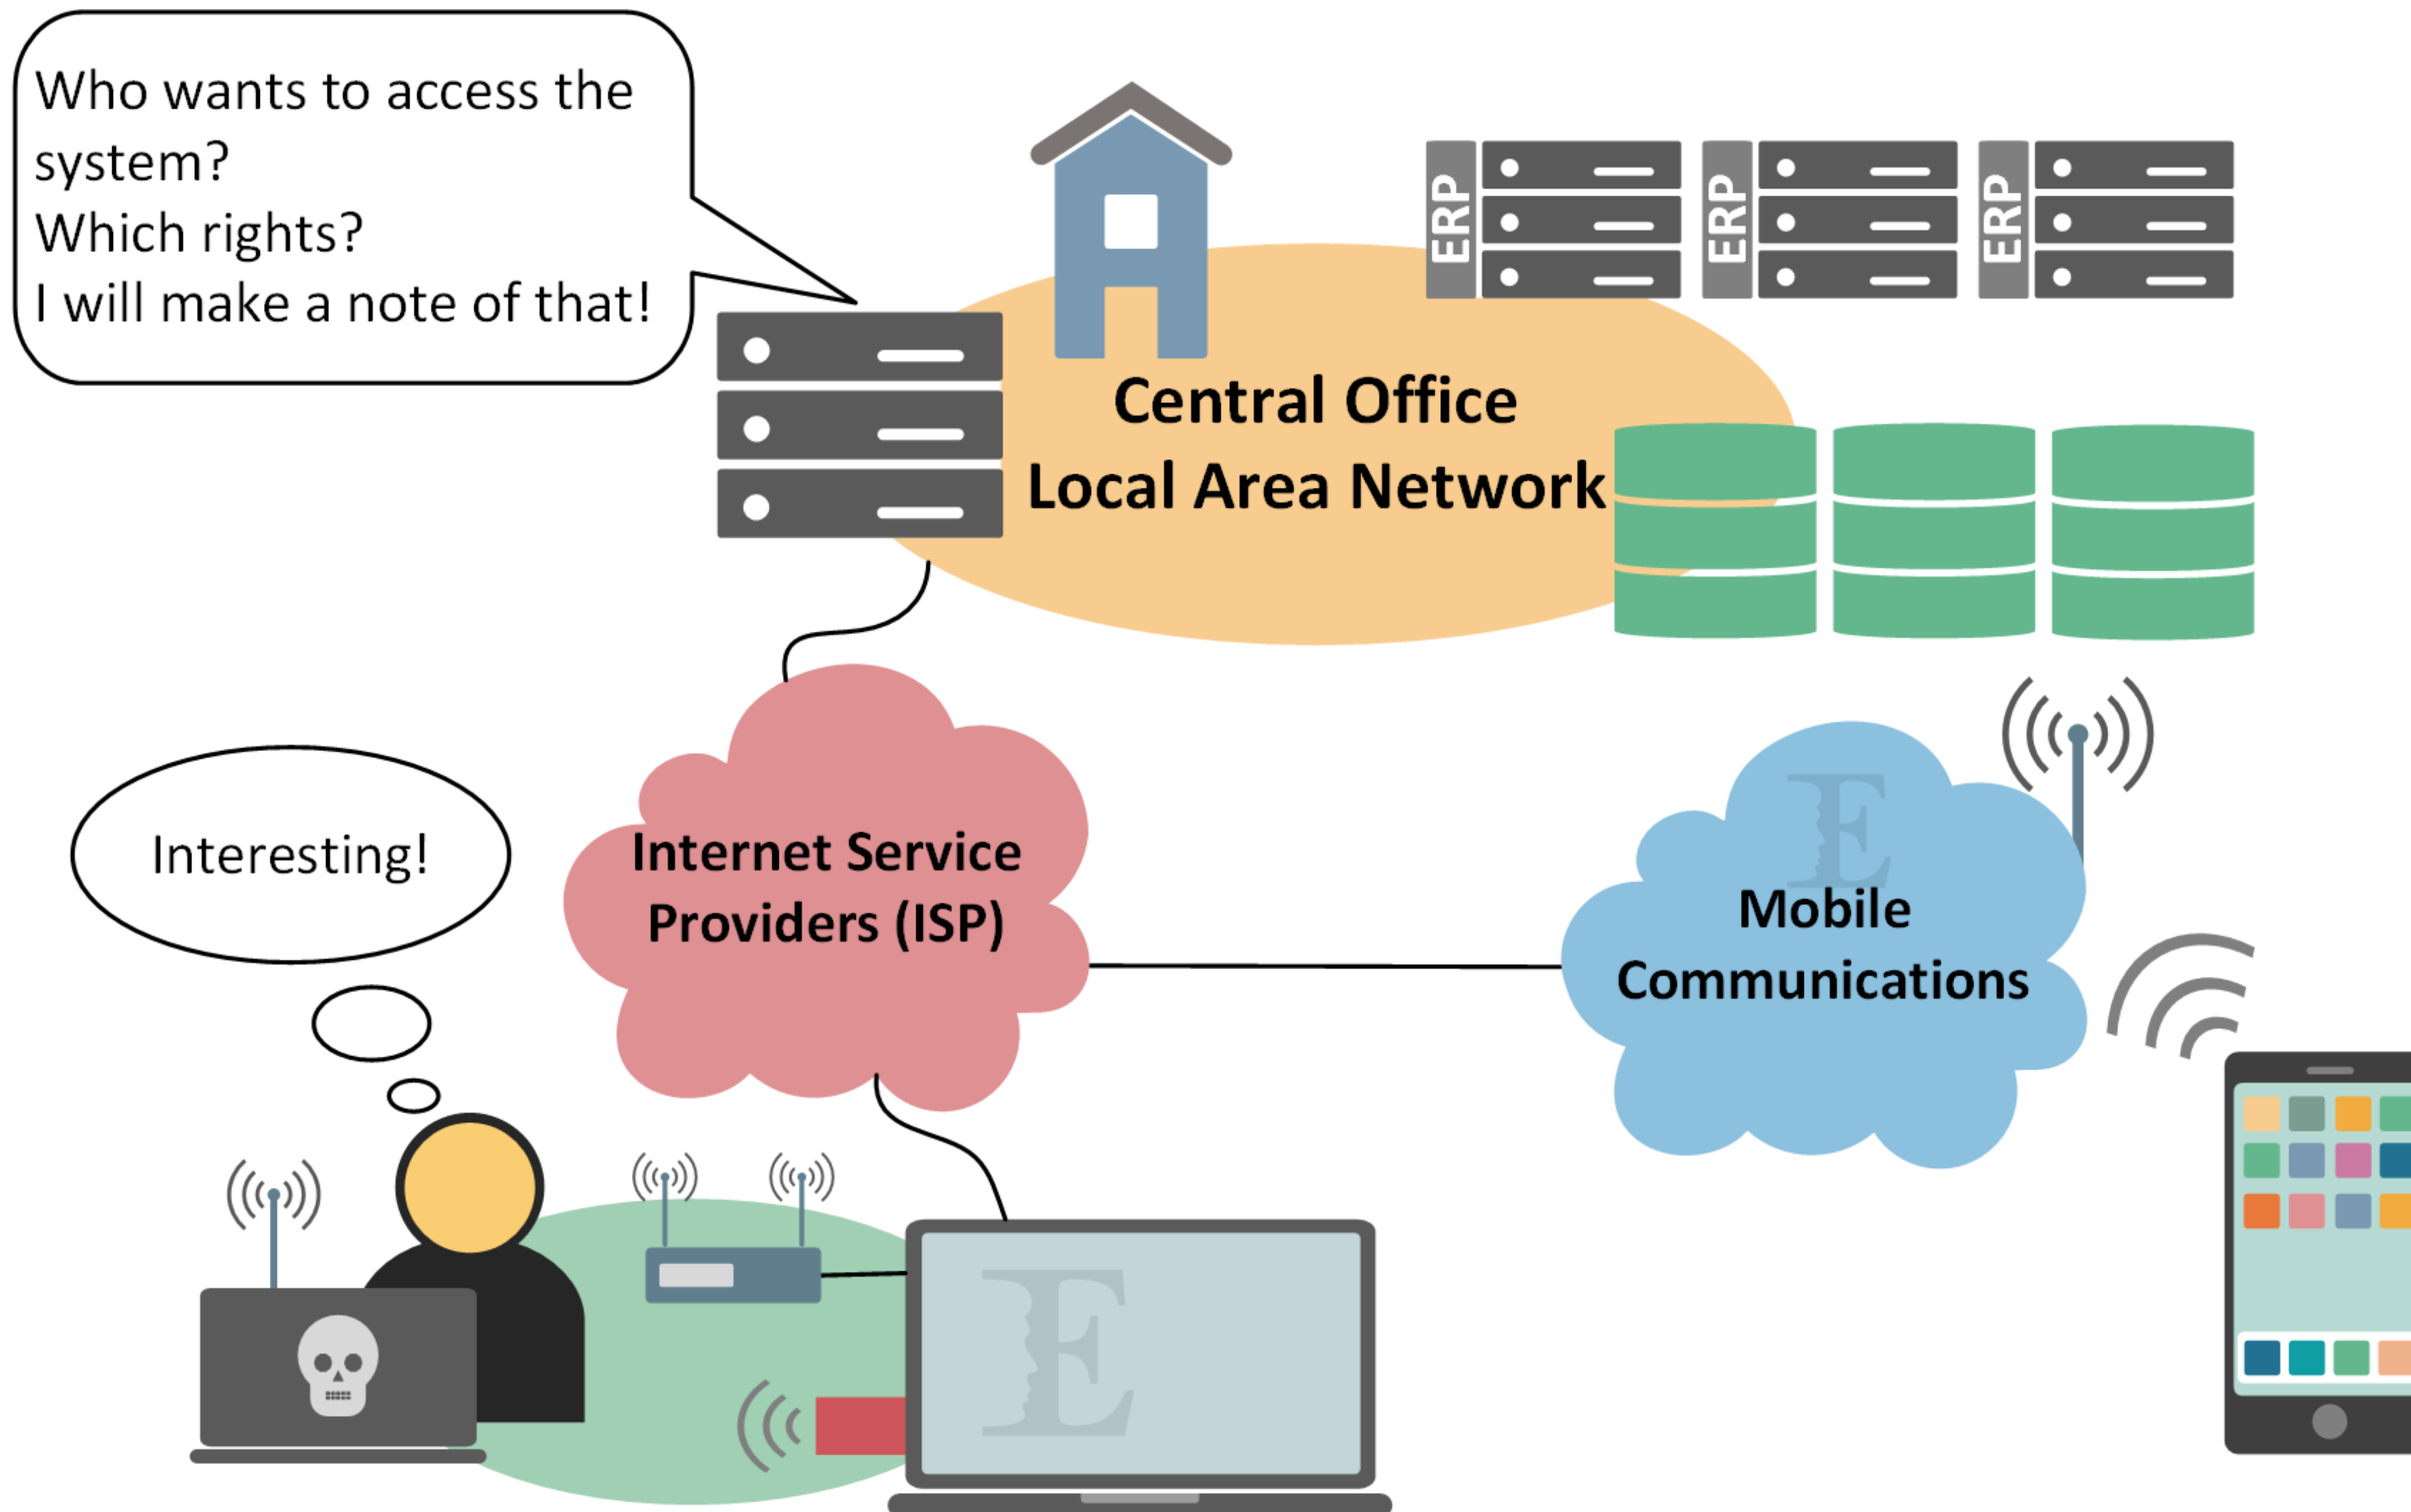 Who wants to access the
system?
Which rights?
I will make a note of that!
ERP
ERP
ERP
Central Office
Local Area Network
Internet Service
Providers (ISP)
Interesting!
E
Mobile
Communications
E